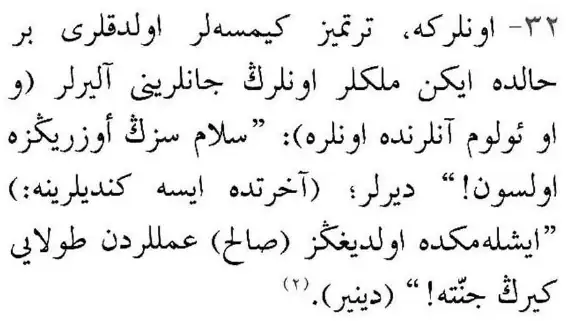 ٣٢- اونلركه، ترتميز كيمسه‌لر اولدقلرى بر
حالده ايكن ملكلر اونلرڭ جانلرينى آليرلر (و
او ئولوم آنلرنده اونلره): ”سلام سزڭ أوزريڭزه
اولسون!“ ديرلر؛ (آخرتده ايسه كنديلرينه:)
”ايشله‌مكده اولديغڭز (صالح) عمللردن طولايى
كيرڭ جنّته!“ (دينير).(٢)